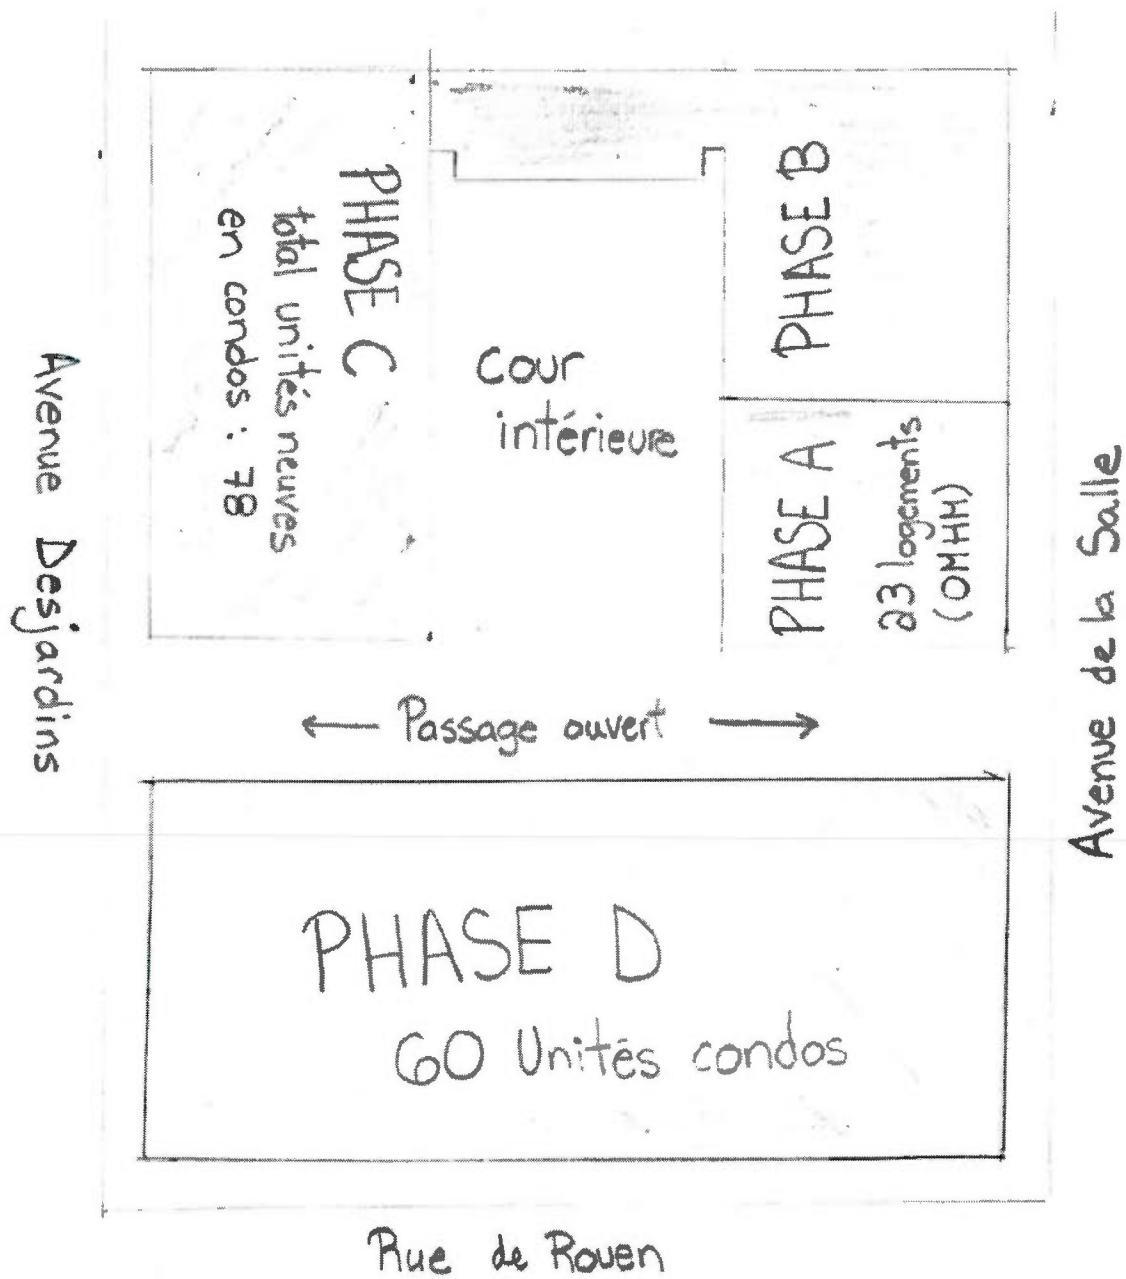 PHASE C
total unités neuves
en condos : 78
Cour
intérieure
PHASE B
PHASE A
23 logements
(OMHM)
Avenue Desjardins
Avenue de la Salle
← Passage ouvert →
PHASE D
60 Unités condos
Rue de Rouen